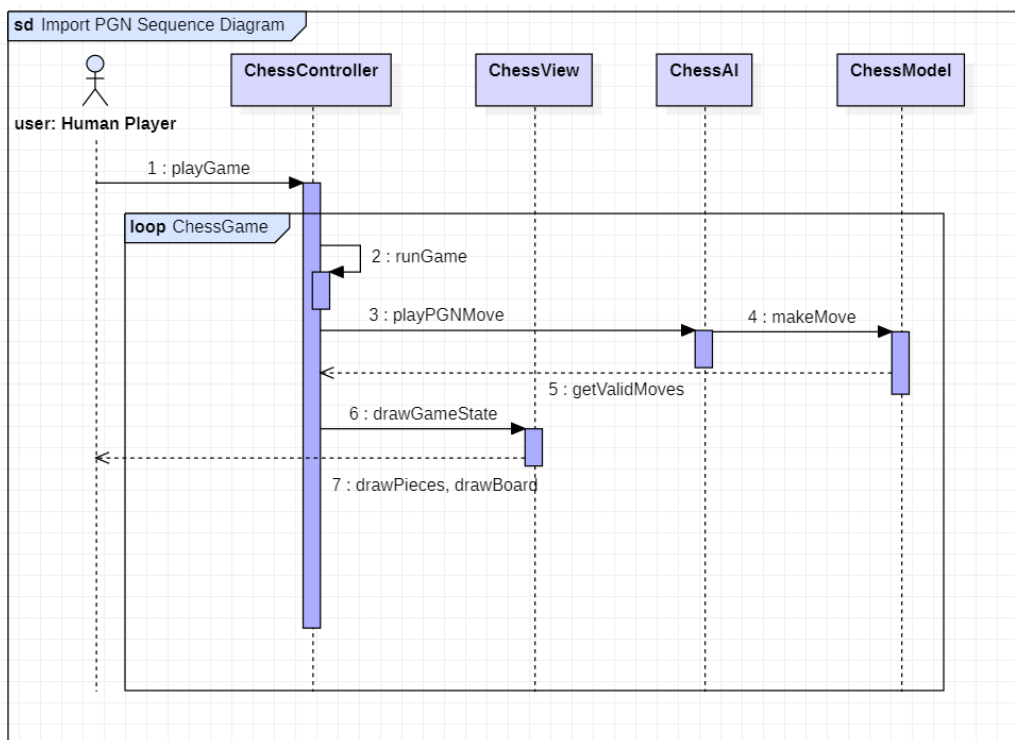 sd Import PGN Sequence Diagram
ChessController
ChessView
ChessAI
ChessModel
user: Human Player
1 : playGame
loop ChessGame
2 : runGame
3 : playPGNMove
4 : makeMove
5 : getValidMoves
6 : drawGameState
7 : drawPieces, drawBoard